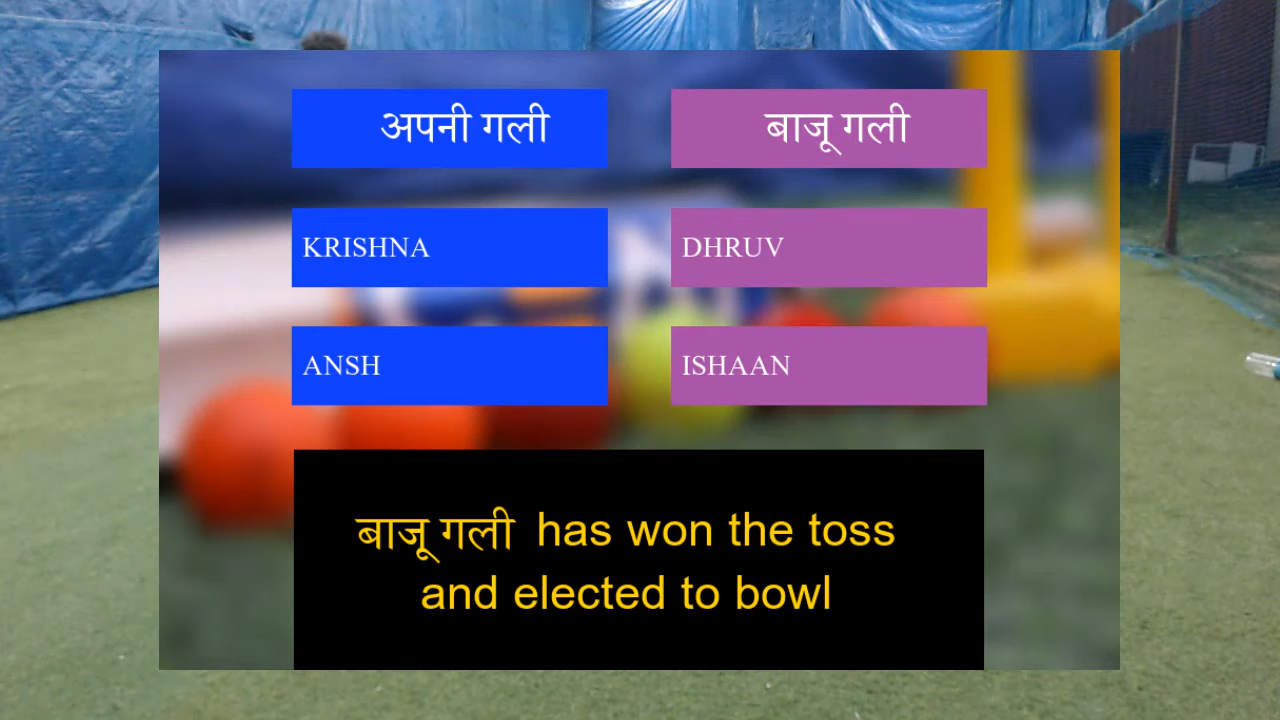 अपनी गली
बाजू गली
KRISHNA
DHRUV
ANSH
ISHAAN
बाजू गली has won the toss
and elected to bowl